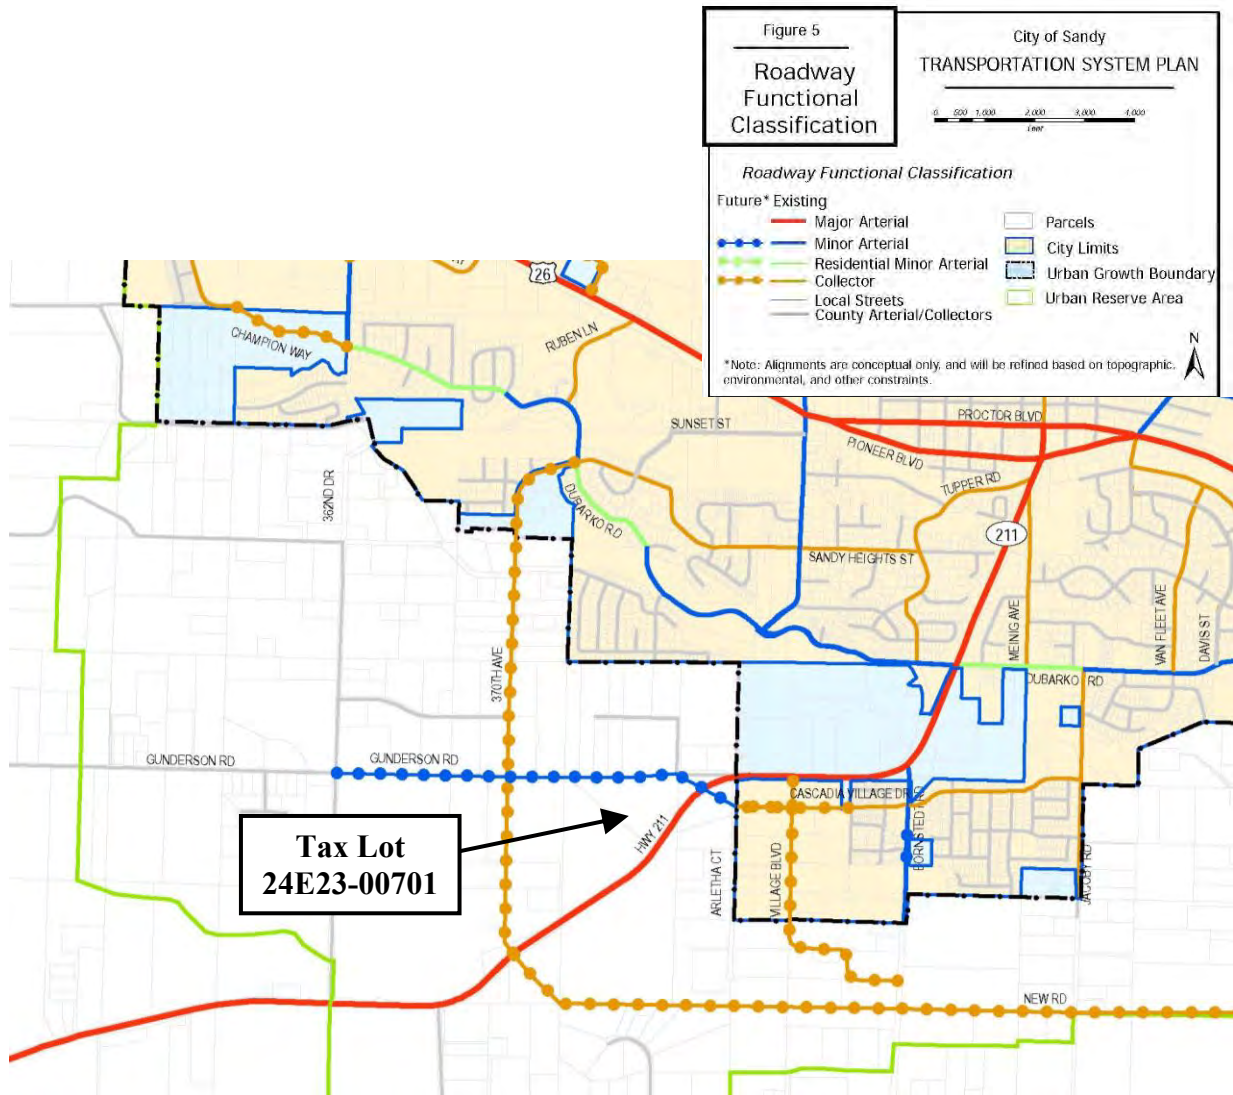 Figure 5
Roadway
Functional
Classification
City of Sandy
TRANSPORTATION SYSTEM PLAN
0 500 1,000 2,000 3,000 4,000
Feet
Roadway Functional Classification
Future* Existing
Major Arterial
Minor Arterial
Residential Minor Arterial
Collector
Local Streets
County Arterial/Collectors
Parcels
City Limits
Urban Growth Boundary
Urban Reserve Area
*Note: Alignments are conceptual only, and will be refined based on topographic,
environmental, and other constraints.
N
26
CHAMPION WAY
RUBEN LN
362ND DR
SUNSET ST
PROCTOR BLVD
PIONEER BLVD
TUPPER RD
DUBARKO RD
211
SANDY HEIGHTS ST
MEINIG AVE
VAN FLEET AVE
DAVIS ST
370TH AVE
DUBARKO RD
GUNDERSON RD
GUNDERSON RD
CASCADIA VILLAGE DR
HWY 211
ARLETHA CT
VILLAGE BLVD
JACOBY RD
Tax Lot
24E23-00701
NEW RD